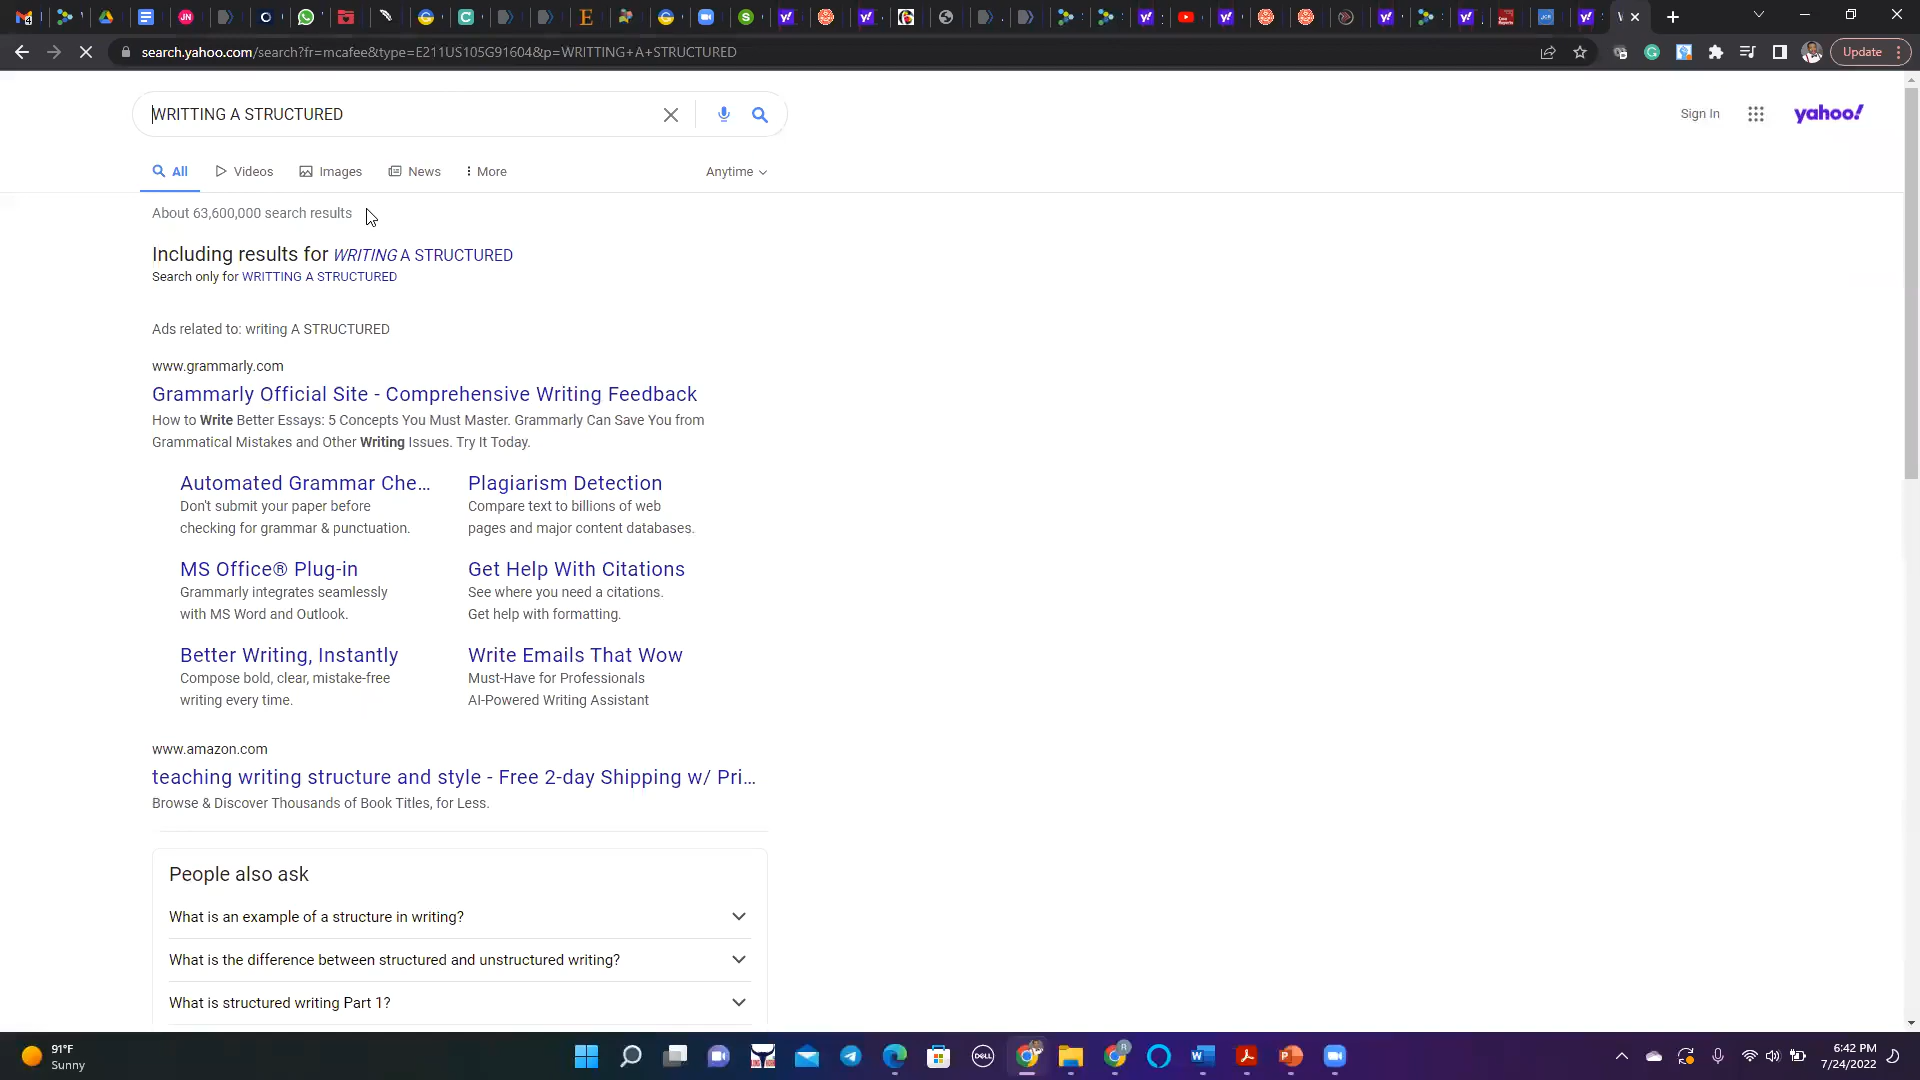 search.yahoo.com/search?fr=mcafee&type=E211US105G91604&p=WRITTING+A+STRUCTURED
Update
WRITTING A STRUCTURED
Sign In
yahoo!
All
Videos
Images
News
More
Anytime
About 63,600,000 search results
Including results for WRITING A STRUCTURED
Search only for WRITTING A STRUCTURED
Ads related to: writing A STRUCTURED
www.grammarly.com
Grammarly Official Site - Comprehensive Writing Feedback
How to Write Better Essays: 5 Concepts You Must Master. Grammarly Can Save You from
Grammatical Mistakes and Other Writing Issues. Try It Today.
Automated Grammar Che...
Don't submit your paper before
checking for grammar & punctuation.
Plagiarism Detection
Compare text to billions of web
pages and major content databases.
MS Office® Plug-in
Grammarly integrates seamlessly
with MS Word and Outlook.
Get Help With Citations
See where you need a citations.
Get help with formatting.
Better Writing, Instantly
Compose bold, clear, mistake-free
writing every time.
Write Emails That Wow
Must-Have for Professionals
AI-Powered Writing Assistant
www.amazon.com
teaching writing structure and style - Free 2-day Shipping w/ Pri...
Browse & Discover Thousands of Book Titles, for Less.
People also ask
What is an example of a structure in writing?
What is the difference between structured and unstructured writing?
What is structured writing Part 1?
91°F
Sunny
6:42 PM
7/24/2022